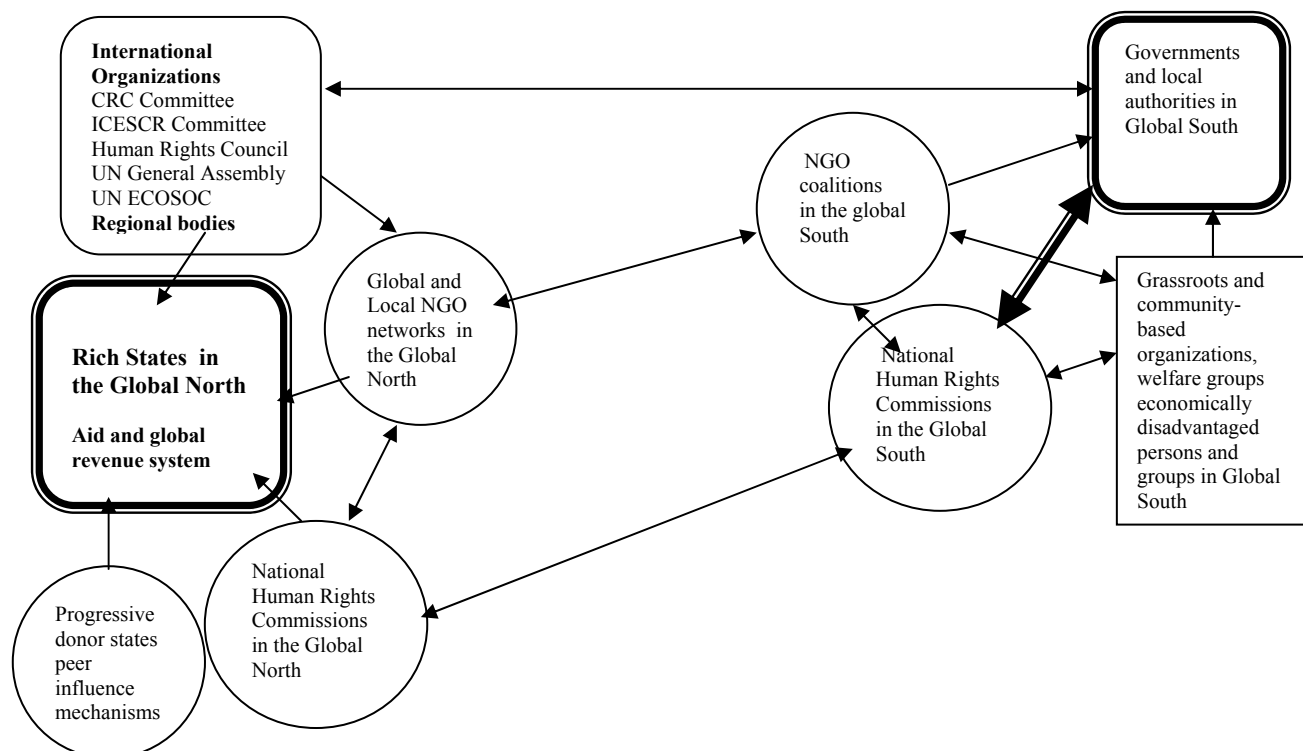 International
Organizations
CRC Committee
ICESCR Committee
Human Rights Council
UN General Assembly
UN ECOSOC
Regional bodies
Governments
and local
authorities in
Global South
NGO
coalitions
in the global
South
Global and
Local NGO
networks in
the Global
North
Rich States in
the Global North
Aid and global
revenue system
National
Human Rights
Commissions
in the Global
South
Grassroots and
community-
based
organizations,
welfare groups
economically
disadvantaged
persons and
groups in Global
South
National
Human Rights
Commissions
in the Global
North
Progressive
donor states
peer
influence
mechanisms